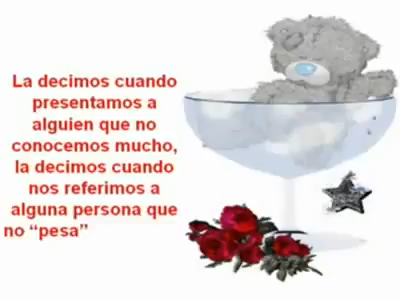 La decimos cuando
presentamos a
alguien que no
conocemos mucho,
la decimos cuando
nos referimos a
alguna persona que
no “pesa”